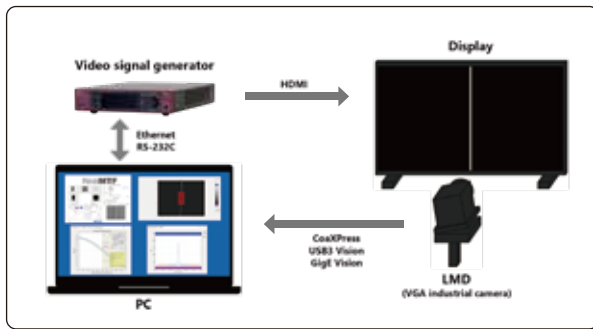 Display
Video signal generator
HDMI
Ethernet
RS-232C
CoaXPress
USB3 Vision
GigE Vision
LMD
(VGA industrial camera)
PC